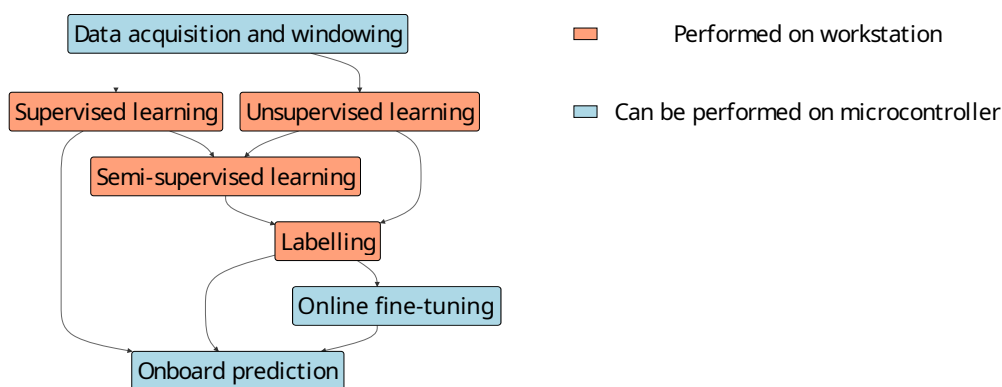 Data acquisition and windowing
Performed on workstation
Supervised learning
Unsupervised learning
Can be performed on microcontroller
Semi-supervised learning
Labelling
Online fine-tuning
Onboard prediction